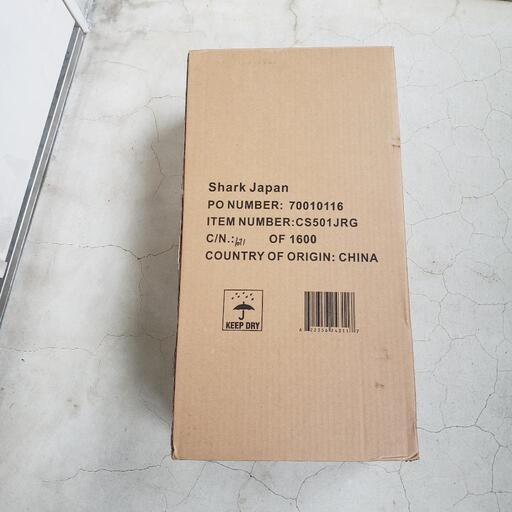 Shark Japan
PO NUMBER: 70010116
ITEM NUMBER:CS501JRG
C/N.: OF 1600
COUNTRY OF ORIGIN: CHINA
KEEP DRY